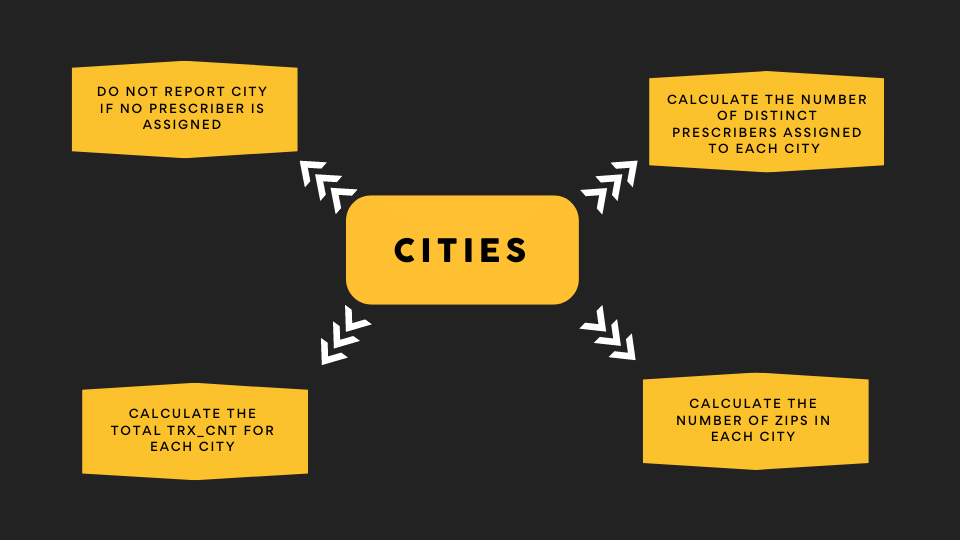 DO NOT REPORT CITY
IF NO PRESCRIBER IS
ASSIGNED
CALCULATE THE NUMBER
OF DISTINCT
PRESCRIBERS ASSIGNED
TO EACH CITY
CITIES
CALCULATE THE
TOTAL TRX_CNT FOR
EACH CITY
CALCULATE THE
NUMBER OF ZIPS IN
EACH CITY